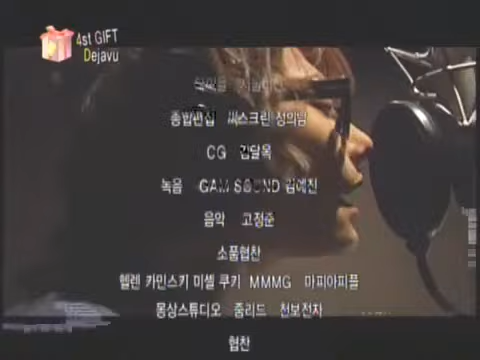 4st GIFT
Dejavu
종합편집 씨스크린 성의님
CG 김달옥
녹음 GAM SOUND 김예진
음악 고정준
소품협찬
헬렌 카민스키 미셸 쿠키 MMMG 마피아피플
몽상스튜디오 줌리드 천보전자
협찬